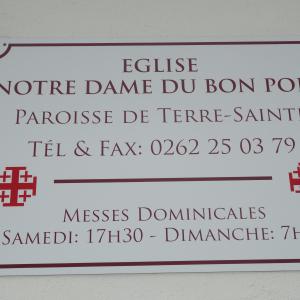 EGLISE
NOTRE DAME DU BON
PAROISSE DE TERRE-SAINTE
TÉL & FAX: 0262 25 03 79
MESSES DOMINICALES
SAMEDI: 17H30 - DIMANCHE: 7H